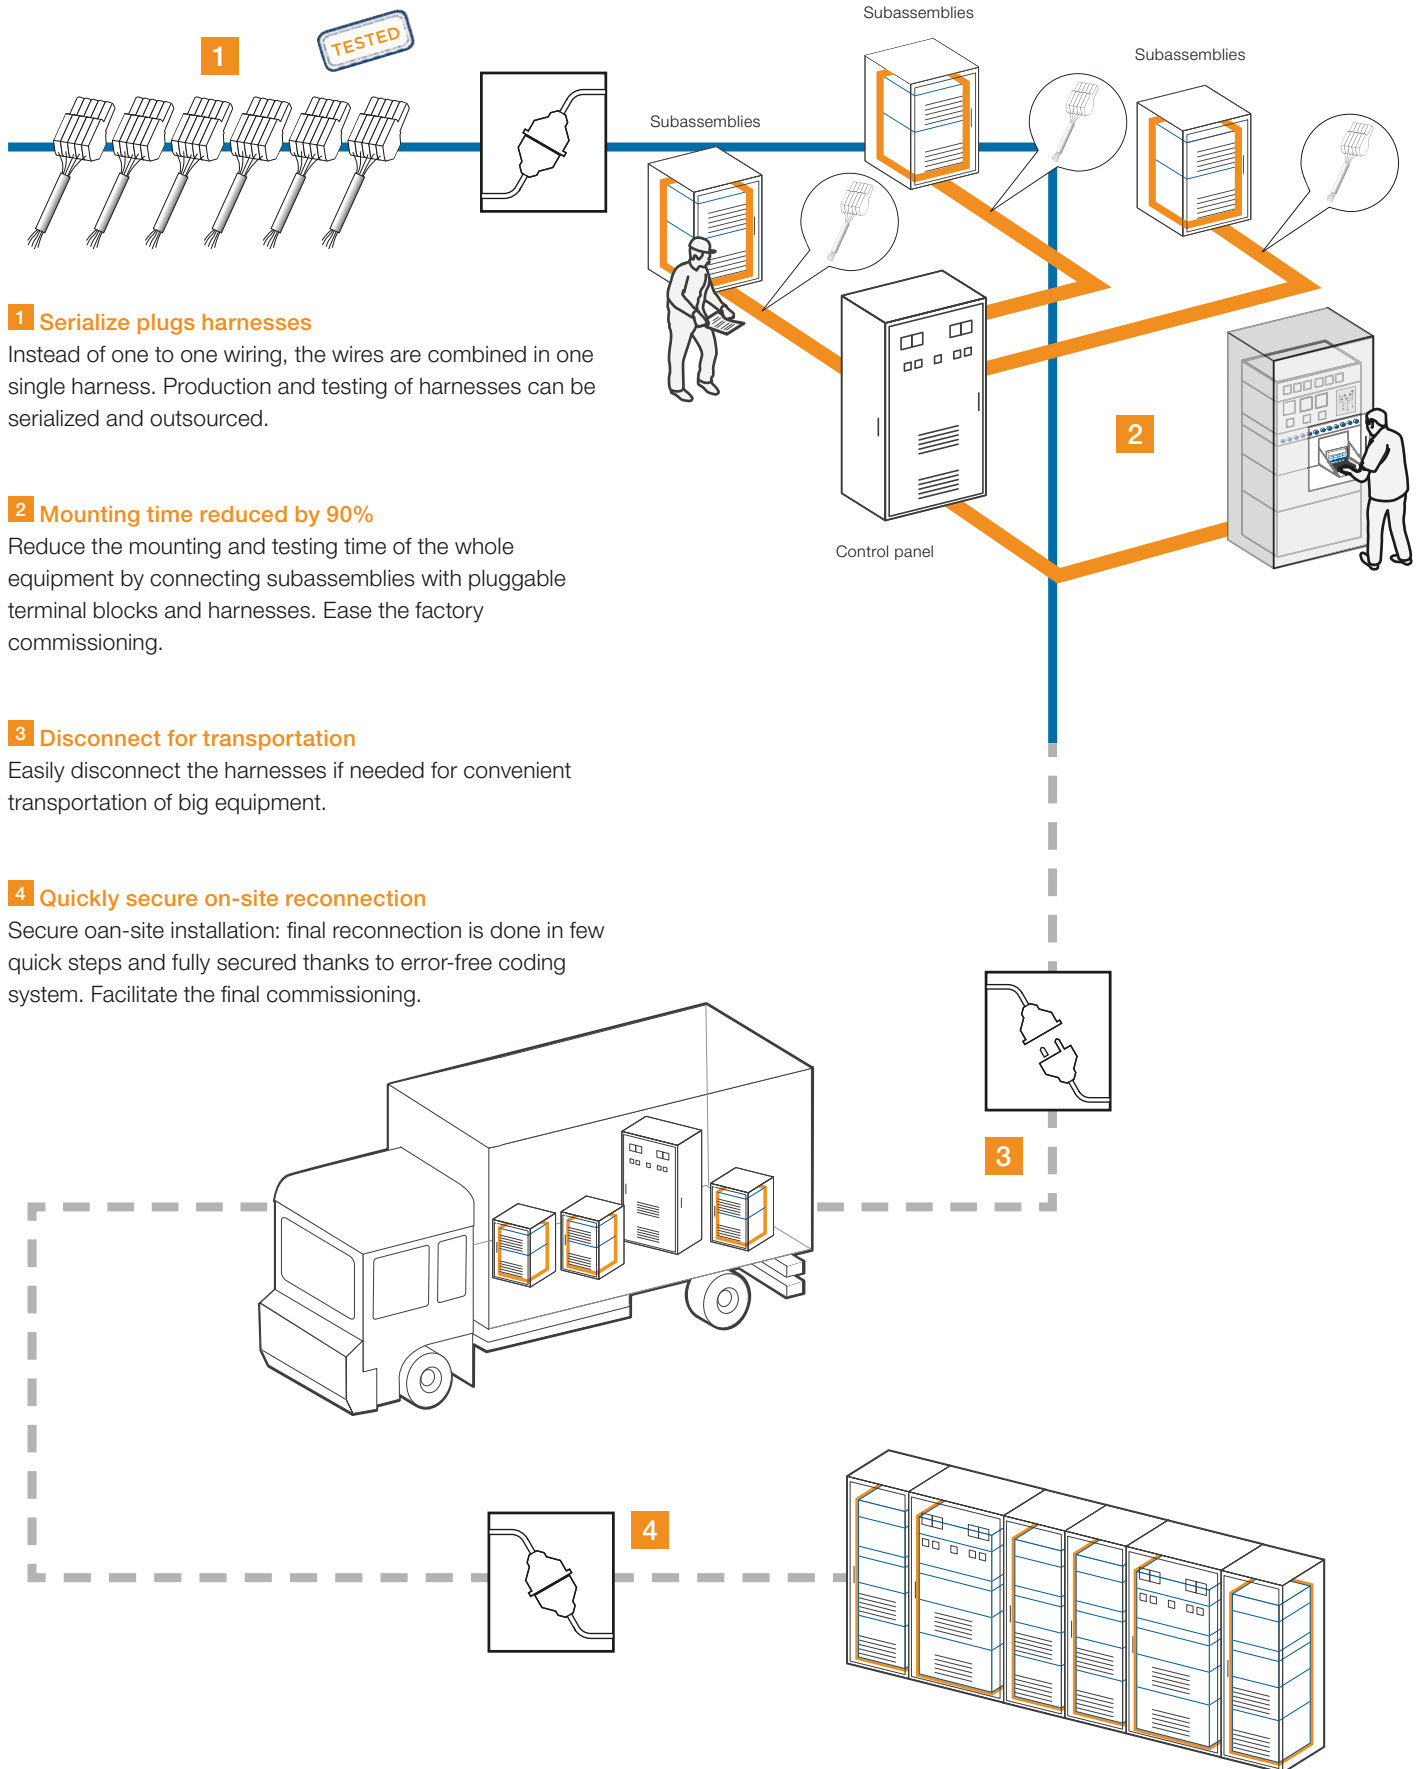 Subassemblies
TESTED
1
Subassemblies
Subassemblies
1 Serialize plugs harnesses
Instead of one to one wiring, the wires are combined in one
single harness. Production and testing of harnesses can be
serialized and outsourced.
2
2 Mounting time reduced by 90%
Reduce the mounting and testing time of the whole
equipment by connecting subassemblies with pluggable
terminal blocks and harnesses. Ease the factory
commissioning.
Control panel
3 Disconnect for transportation
Easily disconnect the harnesses if needed for convenient
transportation of big equipment.
4 Quickly secure on-site reconnection
Secure oan-site installation: final reconnection is done in few
quick steps and fully secured thanks to error-free coding
system. Facilitate the final commissioning.
3
4